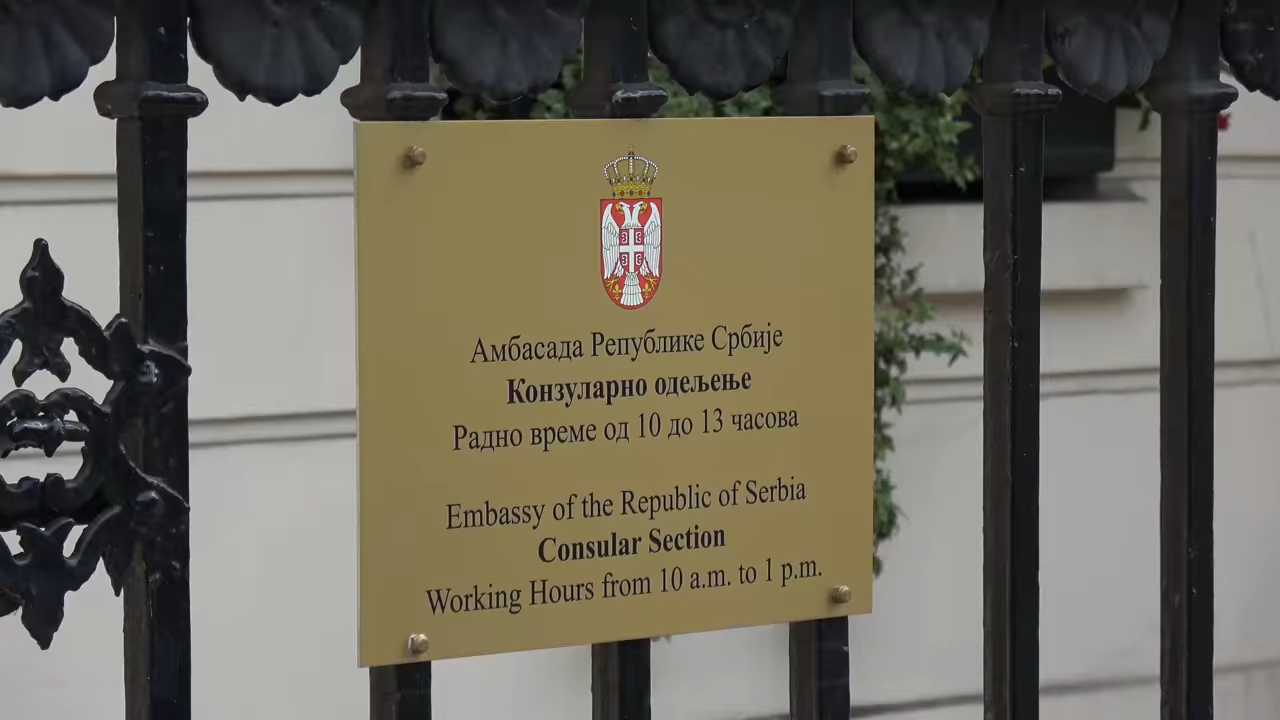 Амбасада Републике Србије
Конзуларно одељење
Радно време од 10 до 13 часова
Embassy of the Republic of Serbia
Consular Section
Working Hours from 10 a.m. to 1 p.m.